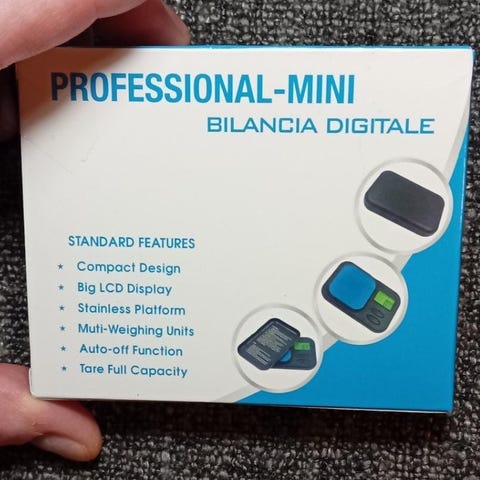 PROFESSIONAL-MINI
BILANCIA DIGITALE
STANDARD FEATURES
★ Compact Design
★ Big LCD Display
★ Stainless Platform
★ Muti-Weighing Units
★ Auto-off Function
★ Tare Full Capacity